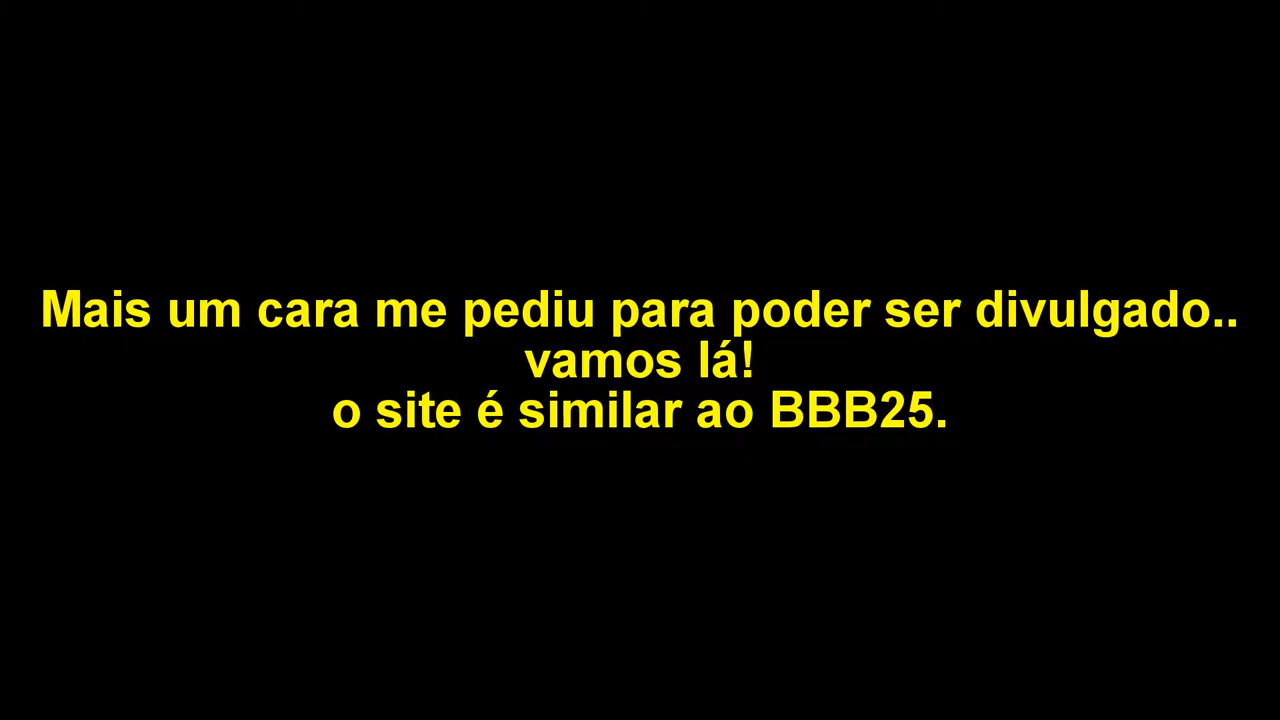 Mais um cara me pediu para poder ser divulgado..
vamos lá!
o site é similar ao BBB25.